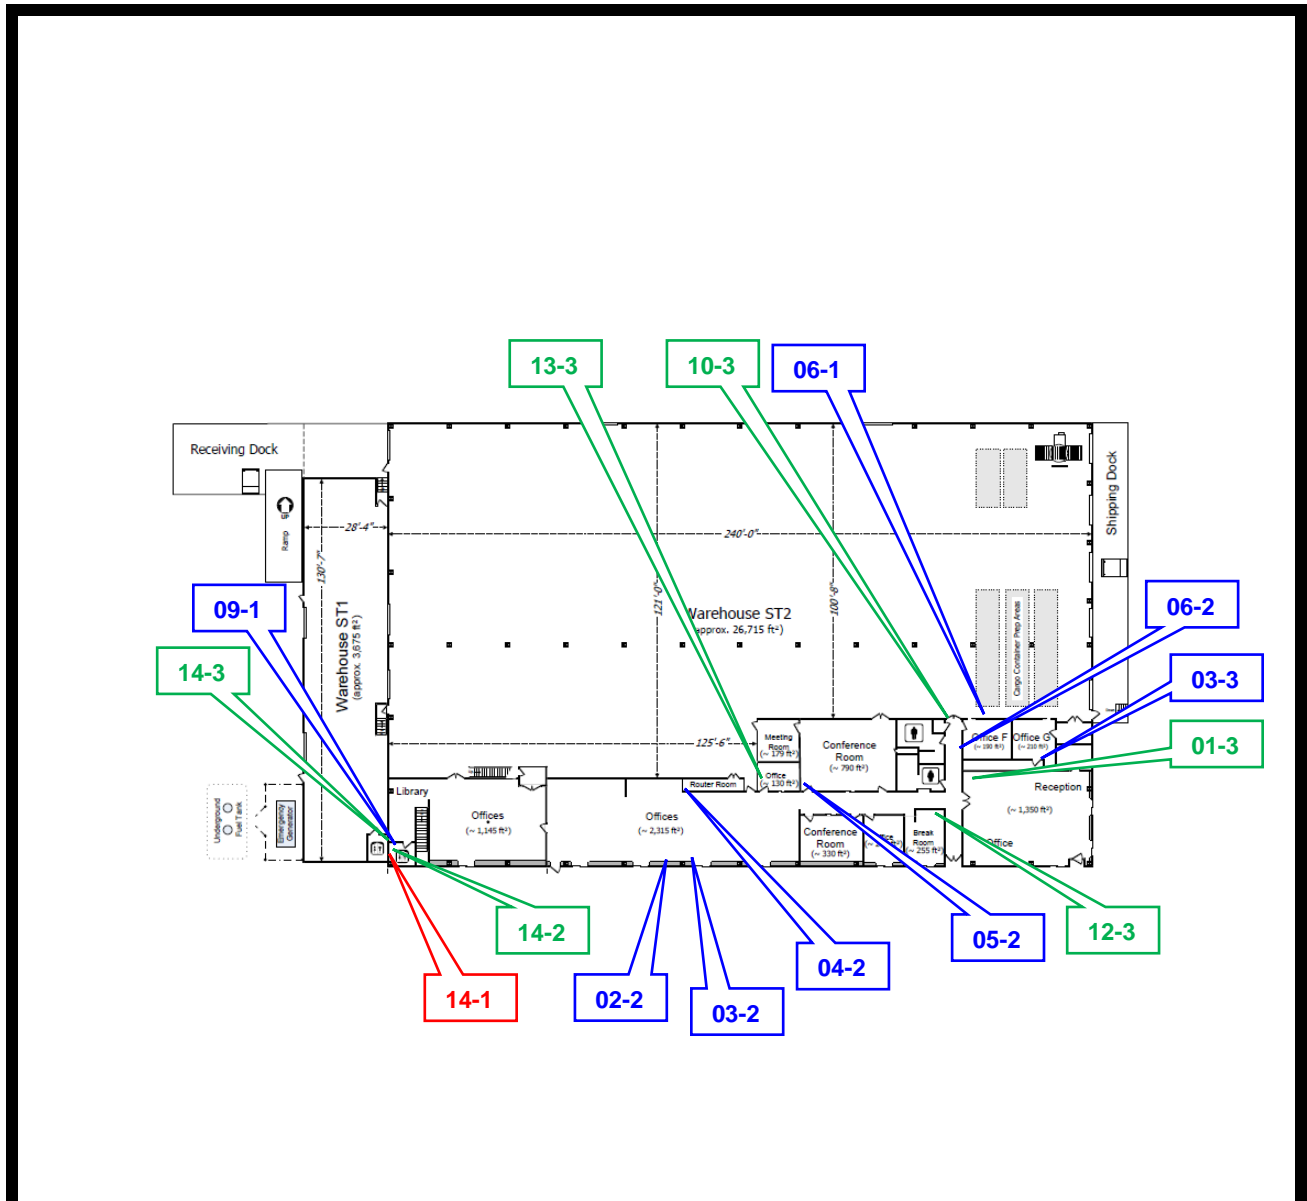 13-3
10-3
06-1
Receiving Dock
Shipping Dock
UP
Ramp
28'-4"
240'-0"
130'-7"
121'-0"
100'-8"
Warehouse ST1
(approx. 3,675 ft²)
Warehouse ST2
approx. 26,715 ft²)
Cargo Container Prep Areas
09-1
06-2
14-3
03-3
01-3
125'-6"
Meeting
Room
(~ 179 ft²)
Conference
Room
(~ 790 ft²)
Office F
(~ 190 ft²)
Office G
(~ 210 ft²)
Office
(~ 130 ft²)
Router Room
Reception
(~ 1,350 ft²)
Library
Offices
(~ 1,145 ft²)
Offices
(~ 2,315 ft²)
Underground
Fuel Tank
Emergency
Generator
Conference
Room
(~ 330 ft²)
Break
Room
(~ 255 ft²)
Office
14-2
05-2
12-3
04-2
14-1
02-2
03-2